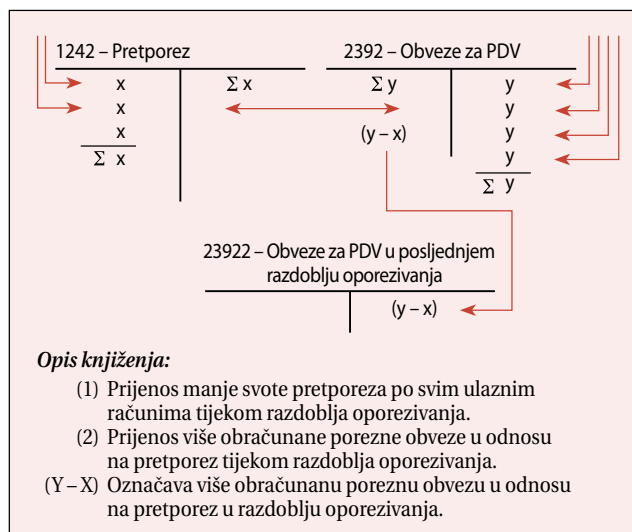 1242 – Pretporez 2392 – Obveze za PDV
x Σ x Σ y y
x y
x (y – x) y
Σ x y
Σ y
23922 – Obveze za PDV u posljednjem
razdoblju oporezivanja
(y – x)
Opis knjiženja:
(1) Prijenos manje svote pretporeza po svim ulaznim
računima tijekom razdoblja oporezivanja.
(2) Prijenos više obračunane porezne obveze u odnosu
na pretporez tijekom razdoblja oporezivanja.
(Y – X) Označava više obračunanu poreznu obvezu u odnosu
na pretporez u razdoblju oporezivanja.